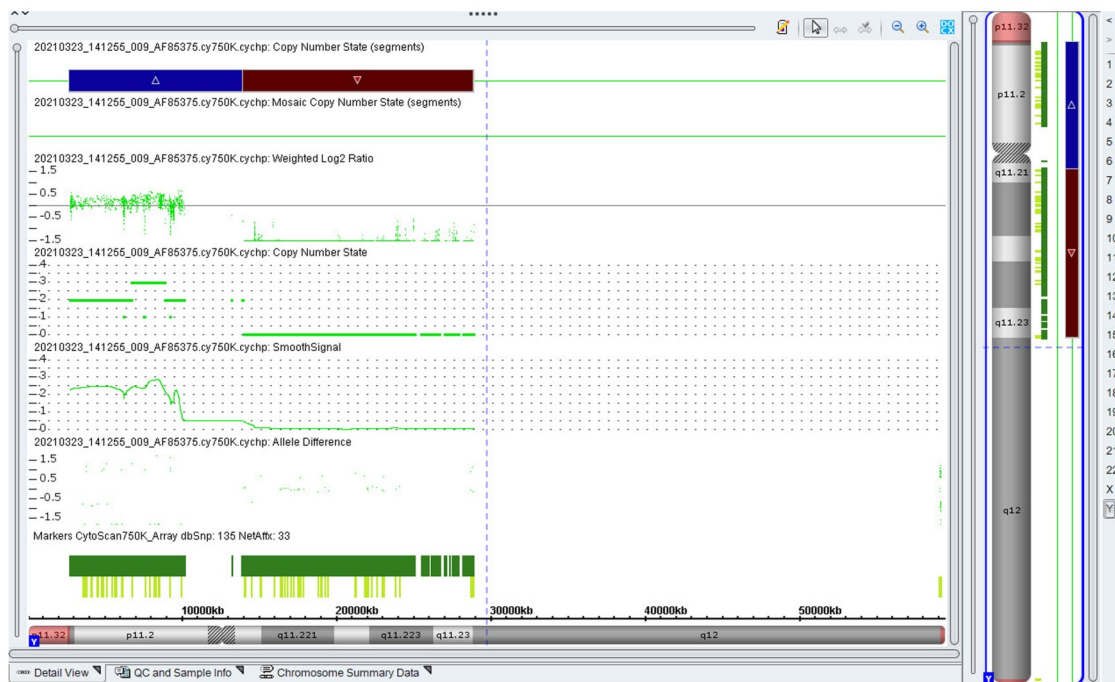 20210323_141255_009_AF85375.cy750K.cychp: Copy Number State (segments)
20210323_141255_009_AF85375.cy750K.cychp: Mosaic Copy Number State (segments)
20210323_141255_009_AF85375.cy750K.cychp: Weighted Log2 Ratio
1.5
0.5
-0.5
-1.5
20210323_141255_009_AF85375.cy750K.cychp: Copy Number State
4
3
2
1
0
20210323_141255_009_AF85375.cy750K.cychp: SmoothSignal
4
3
2
1
0
20210323_141255_009_AF85375.cy750K.cychp: Allele Difference
1.5
0.5
-0.5
-1.5
Markers CytoScan750K_Array dbSnp: 135 NetAffx: 33
10000kb 20000kb 30000kb 40000kb 50000kb
p11.32 p11.2 q11.221 q11.223 q11.23 q12
Y
Detail View QC and Sample Info Chromosome Summary Data
p11.32
p11.2
q11.21
q11.23
q12
Y
<
>
1
2
3
4
5
6
7
8
9
10
11
12
13
14
15
16
17
18
19
20
21
22
X
Y